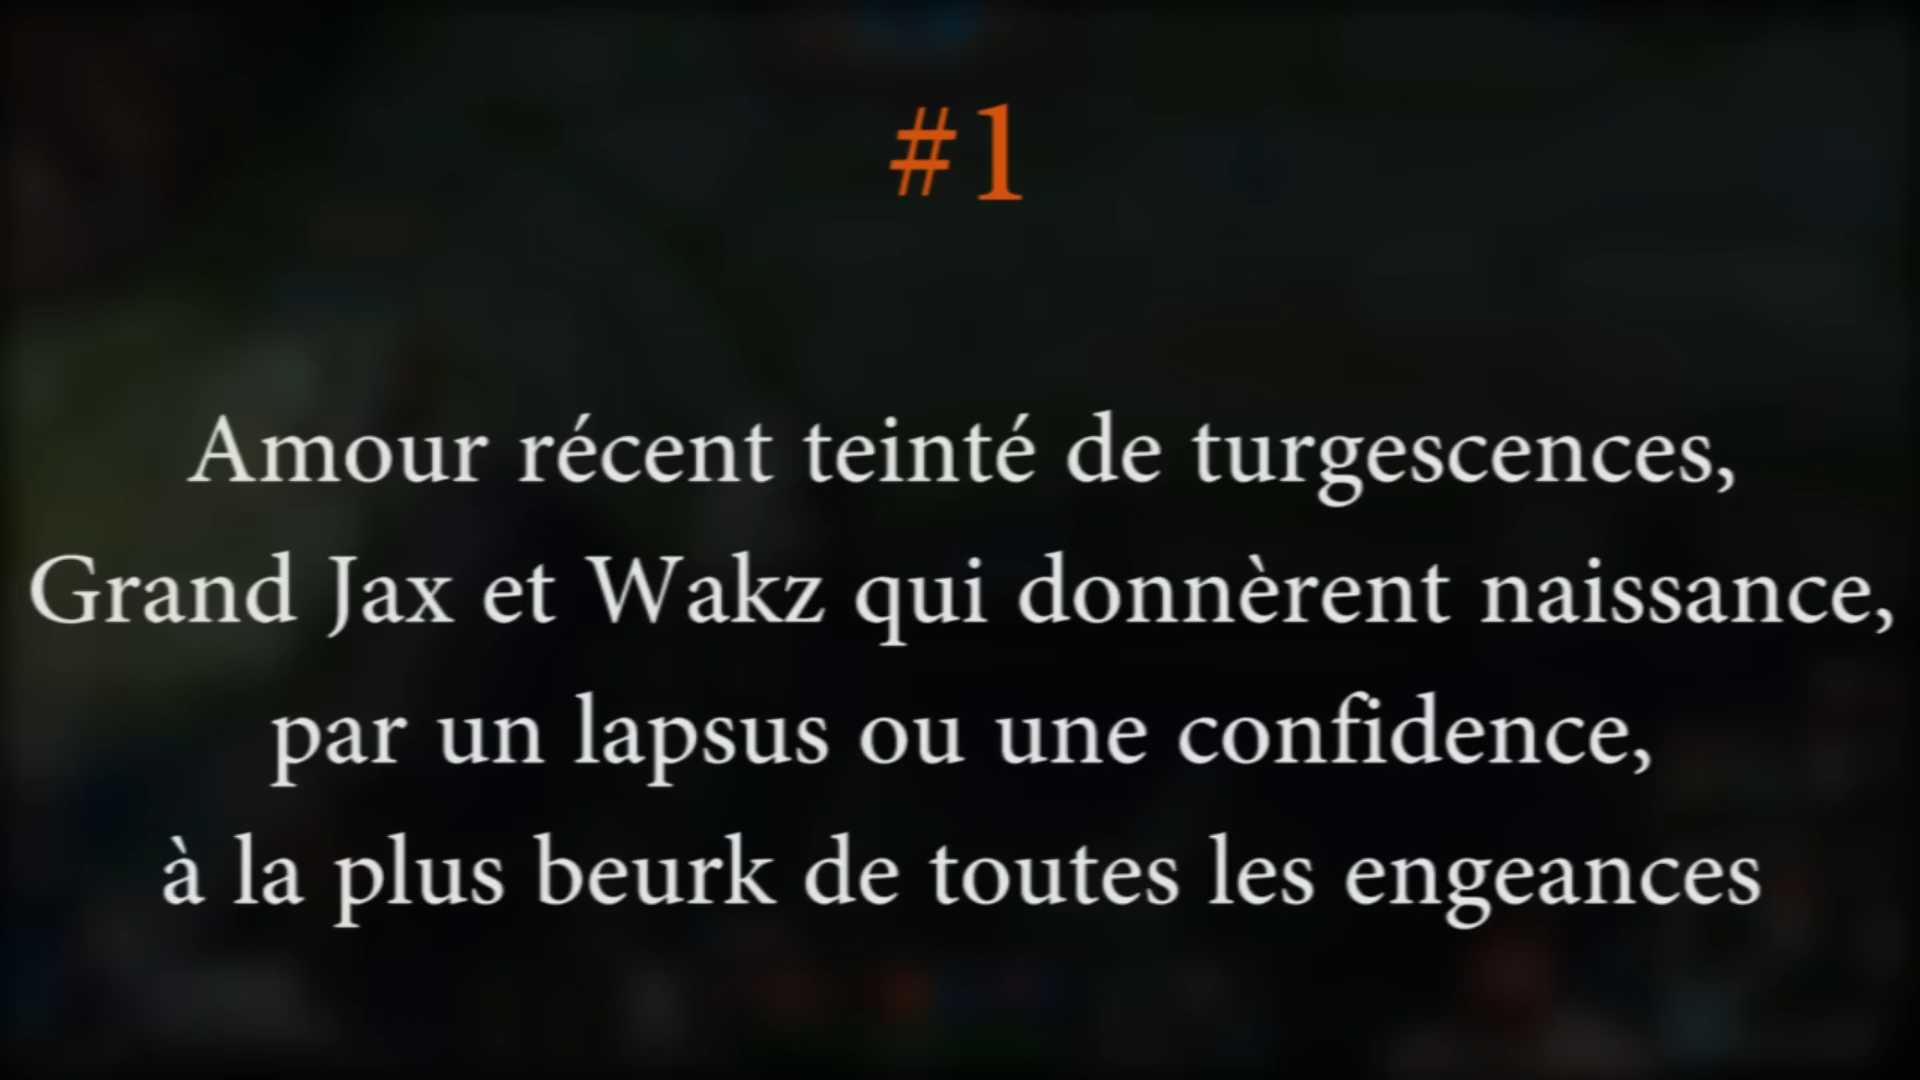 #1
Amour récent teinté de turgescences,
Grand Jax et Wakz qui donnèrent naissance,
par un lapsus ou une confidence,
à la plus beurk de toutes les engeances